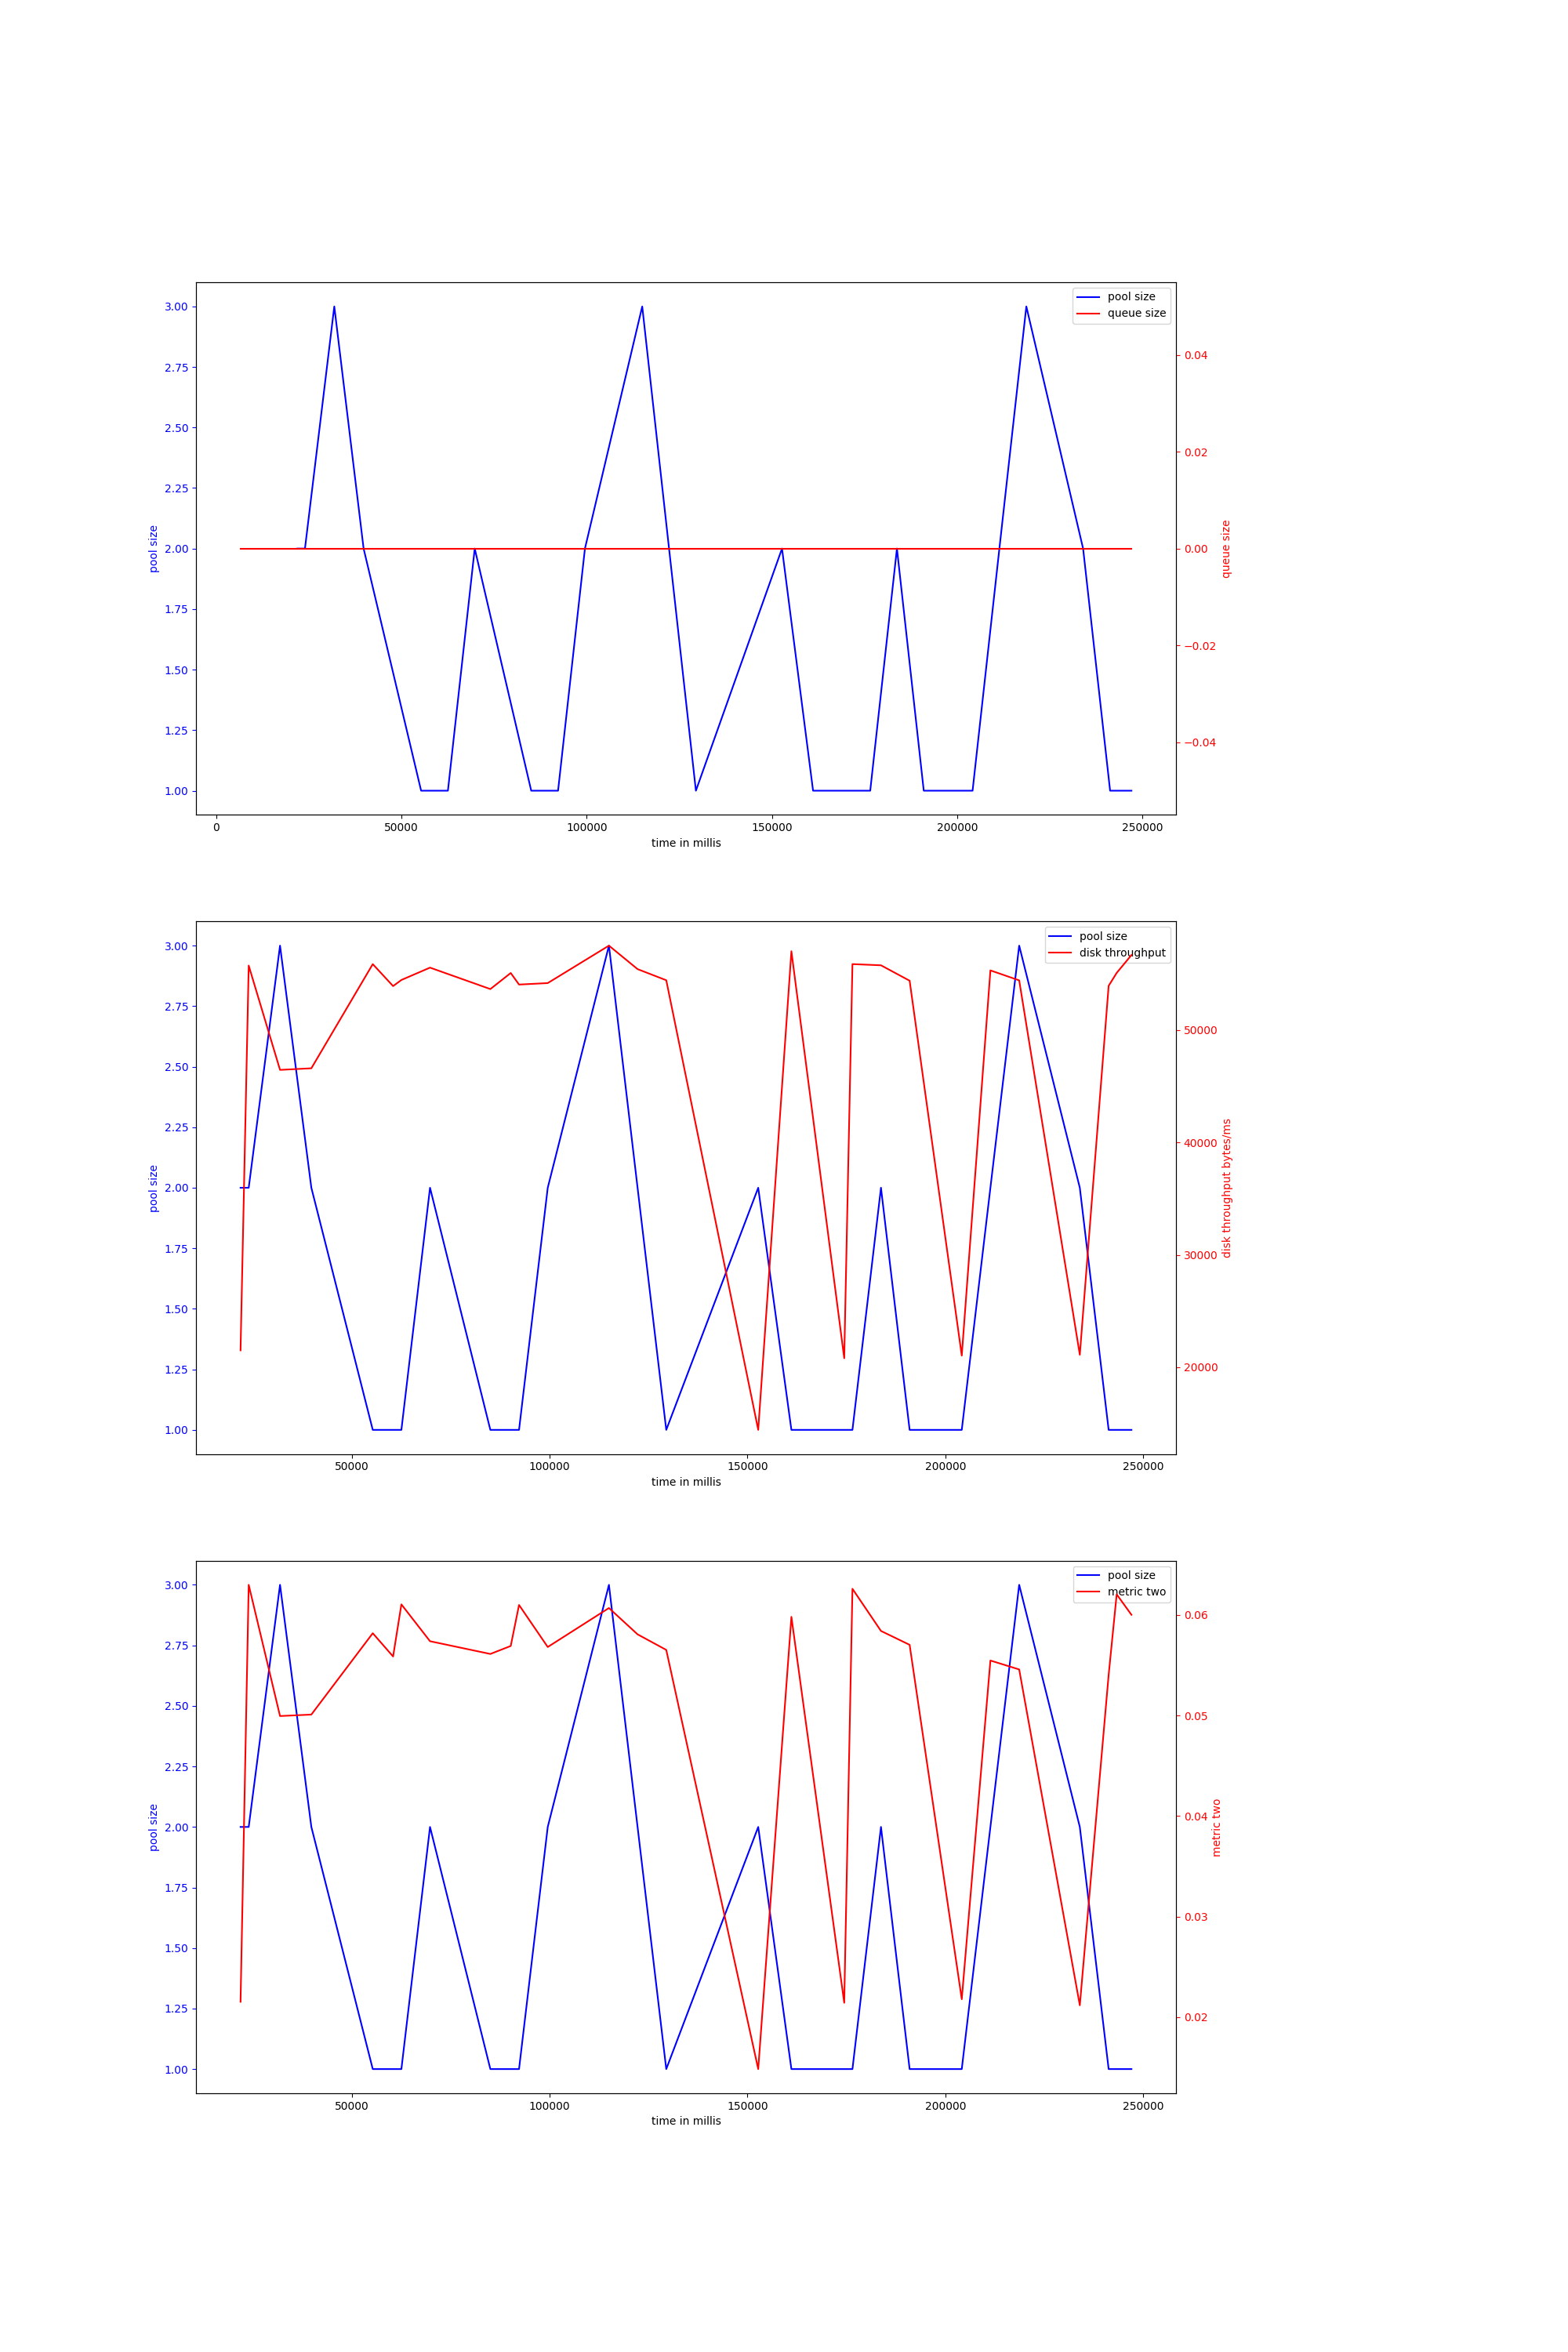 pool size
queue size
3.00
2.75
2.50
2.25
2.00
1.75
1.50
1.25
1.00
pool size
0.04
0.02
0.00
−0.02
−0.04
queue size
0 50000 100000 150000 200000 250000
time in millis
pool size
disk throughput
3.00
2.75
2.50
2.25
2.00
1.75
1.50
1.25
1.00
pool size
50000
40000
30000
20000
disk throughput bytes/ms
50000 100000 150000 200000 250000
time in millis
pool size
metric two
3.00
2.75
2.50
2.25
2.00
1.75
1.50
1.25
1.00
pool size
0.06
0.05
0.04
0.03
0.02
metric two
50000 100000 150000 200000 250000
time in millis